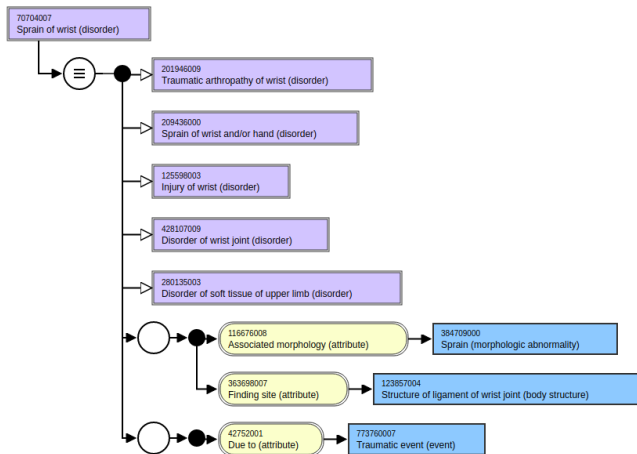 70704007
Sprain of wrist (disorder)
201946009
Traumatic arthropathy of wrist (disorder)
209436000
Sprain of wrist and/or hand (disorder)
125598003
Injury of wrist (disorder)
428107009
Disorder of wrist joint (disorder)
280135003
Disorder of soft tissue of upper limb (disorder)
116676008
Associated morphology (attribute)
384709000
Sprain (morphologic abnormality)
363698007
Finding site (attribute)
123857004
Structure of ligament of wrist joint (body structure)
42752001
Due to (attribute)
773760007
Traumatic event (event)